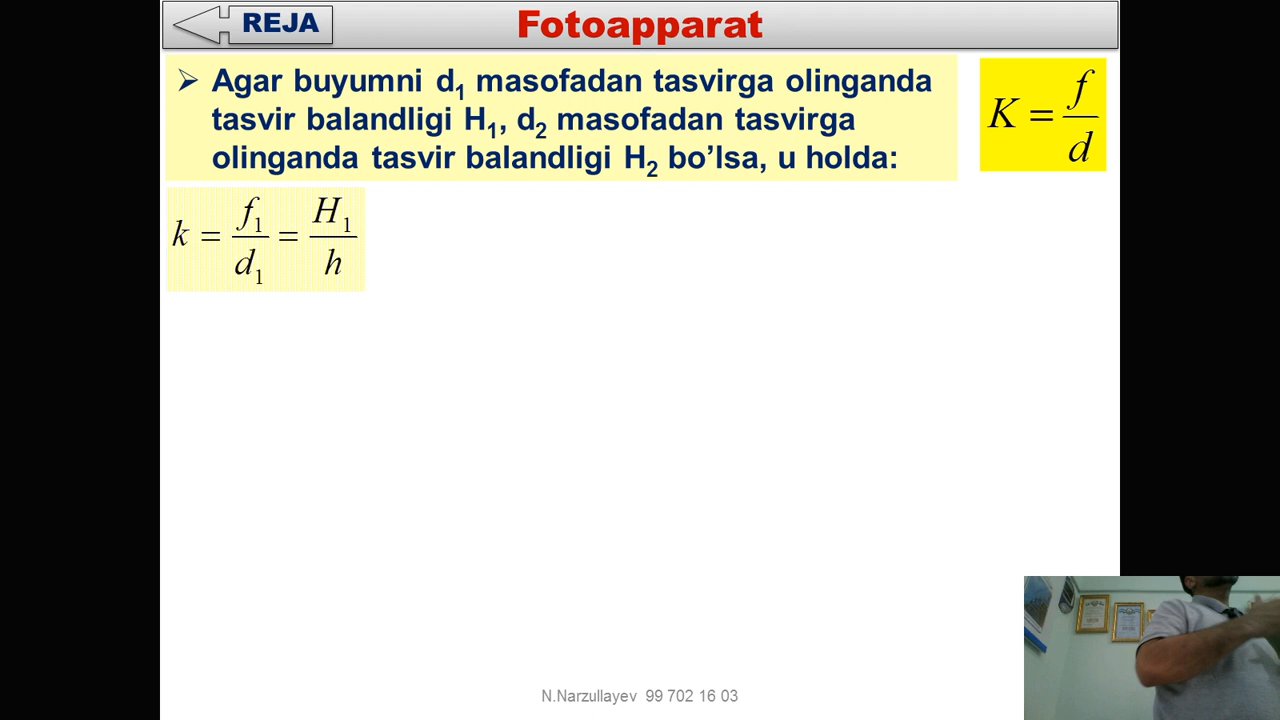 REJA
Fotoapparat
➢ Agar buyumni d₁ masofadan tasvirga olinganda
tasvir balandligi H₁, d₂ masofadan tasvirga
olinganda tasvir balandligi H₂ bo’lsa, u holda:
K = f/d
k = f₁/d₁ = H₁/h
N.Narzullayev 99 702 16 03